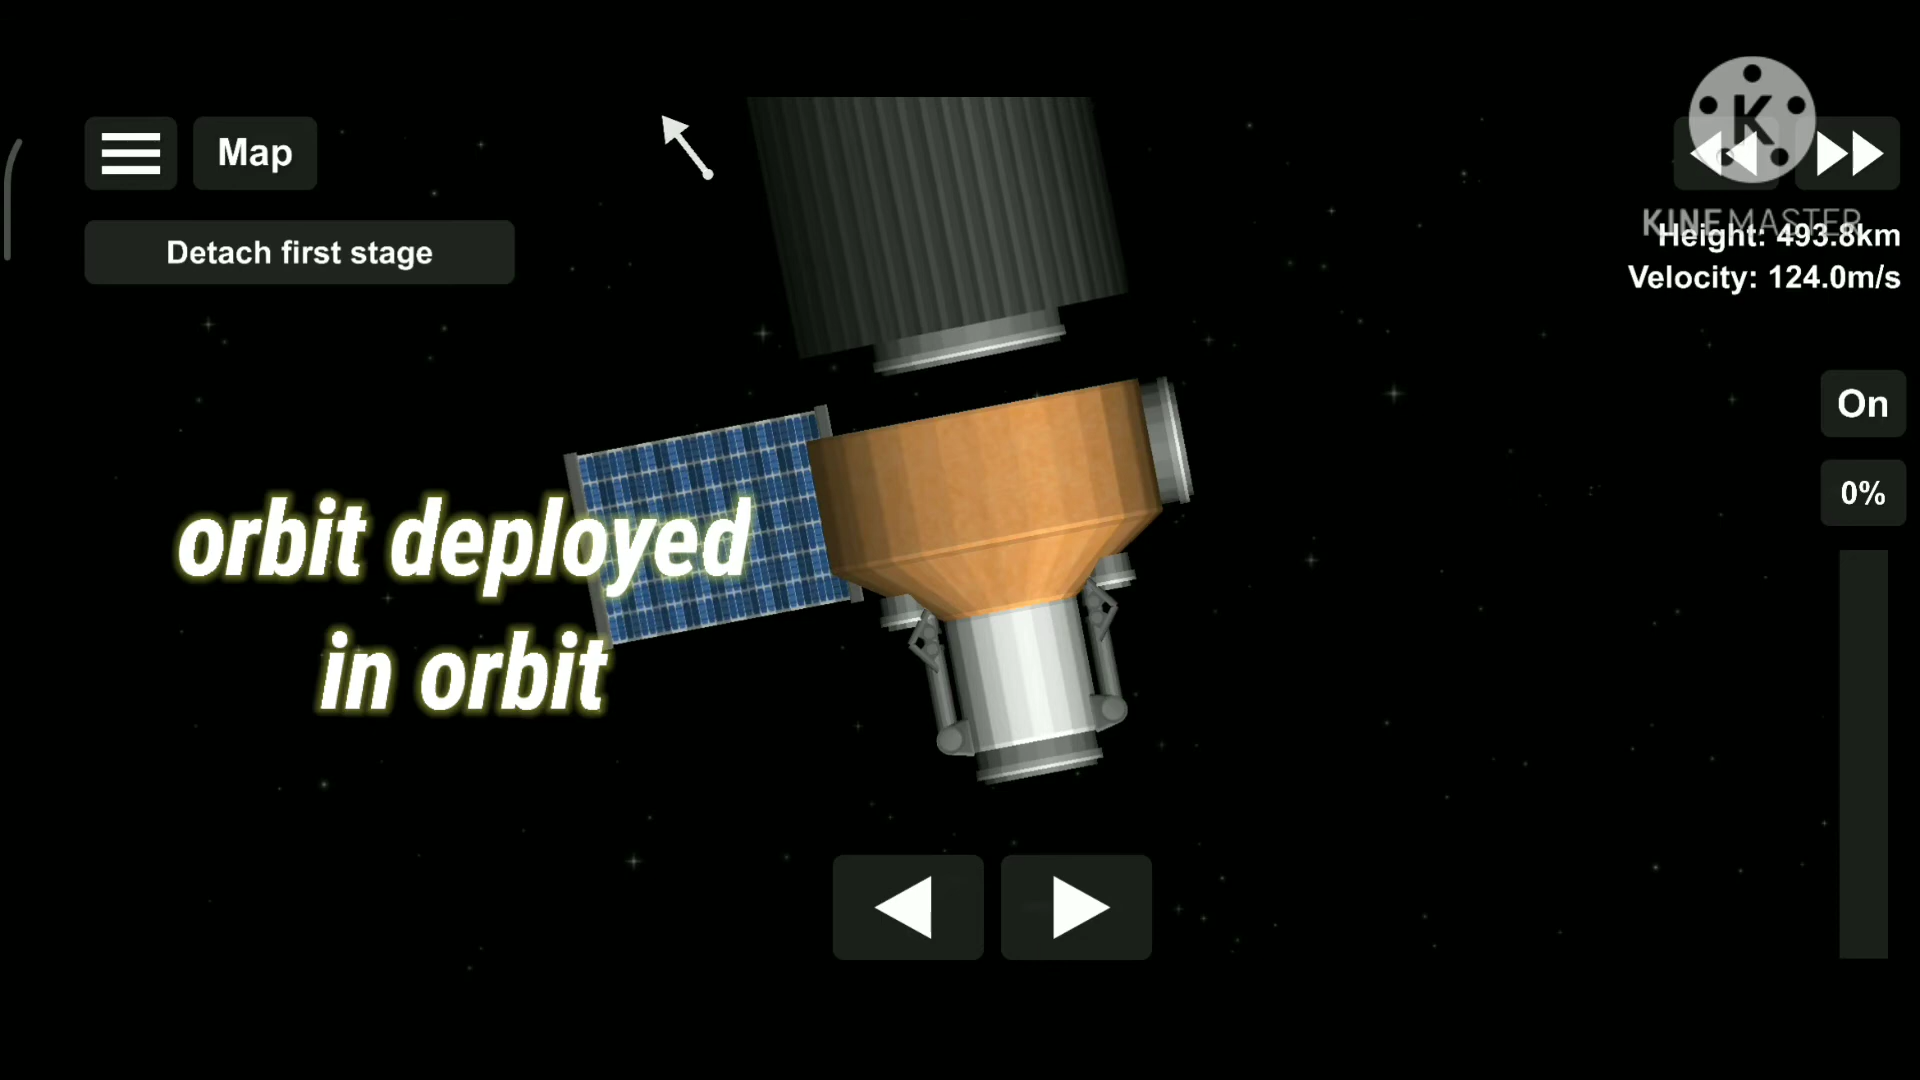 Map
K
KINEMASTER
Detach first stage
Height: 493.8km
Velocity: 124.0m/s
On
0%
orbit deployed
in orbit